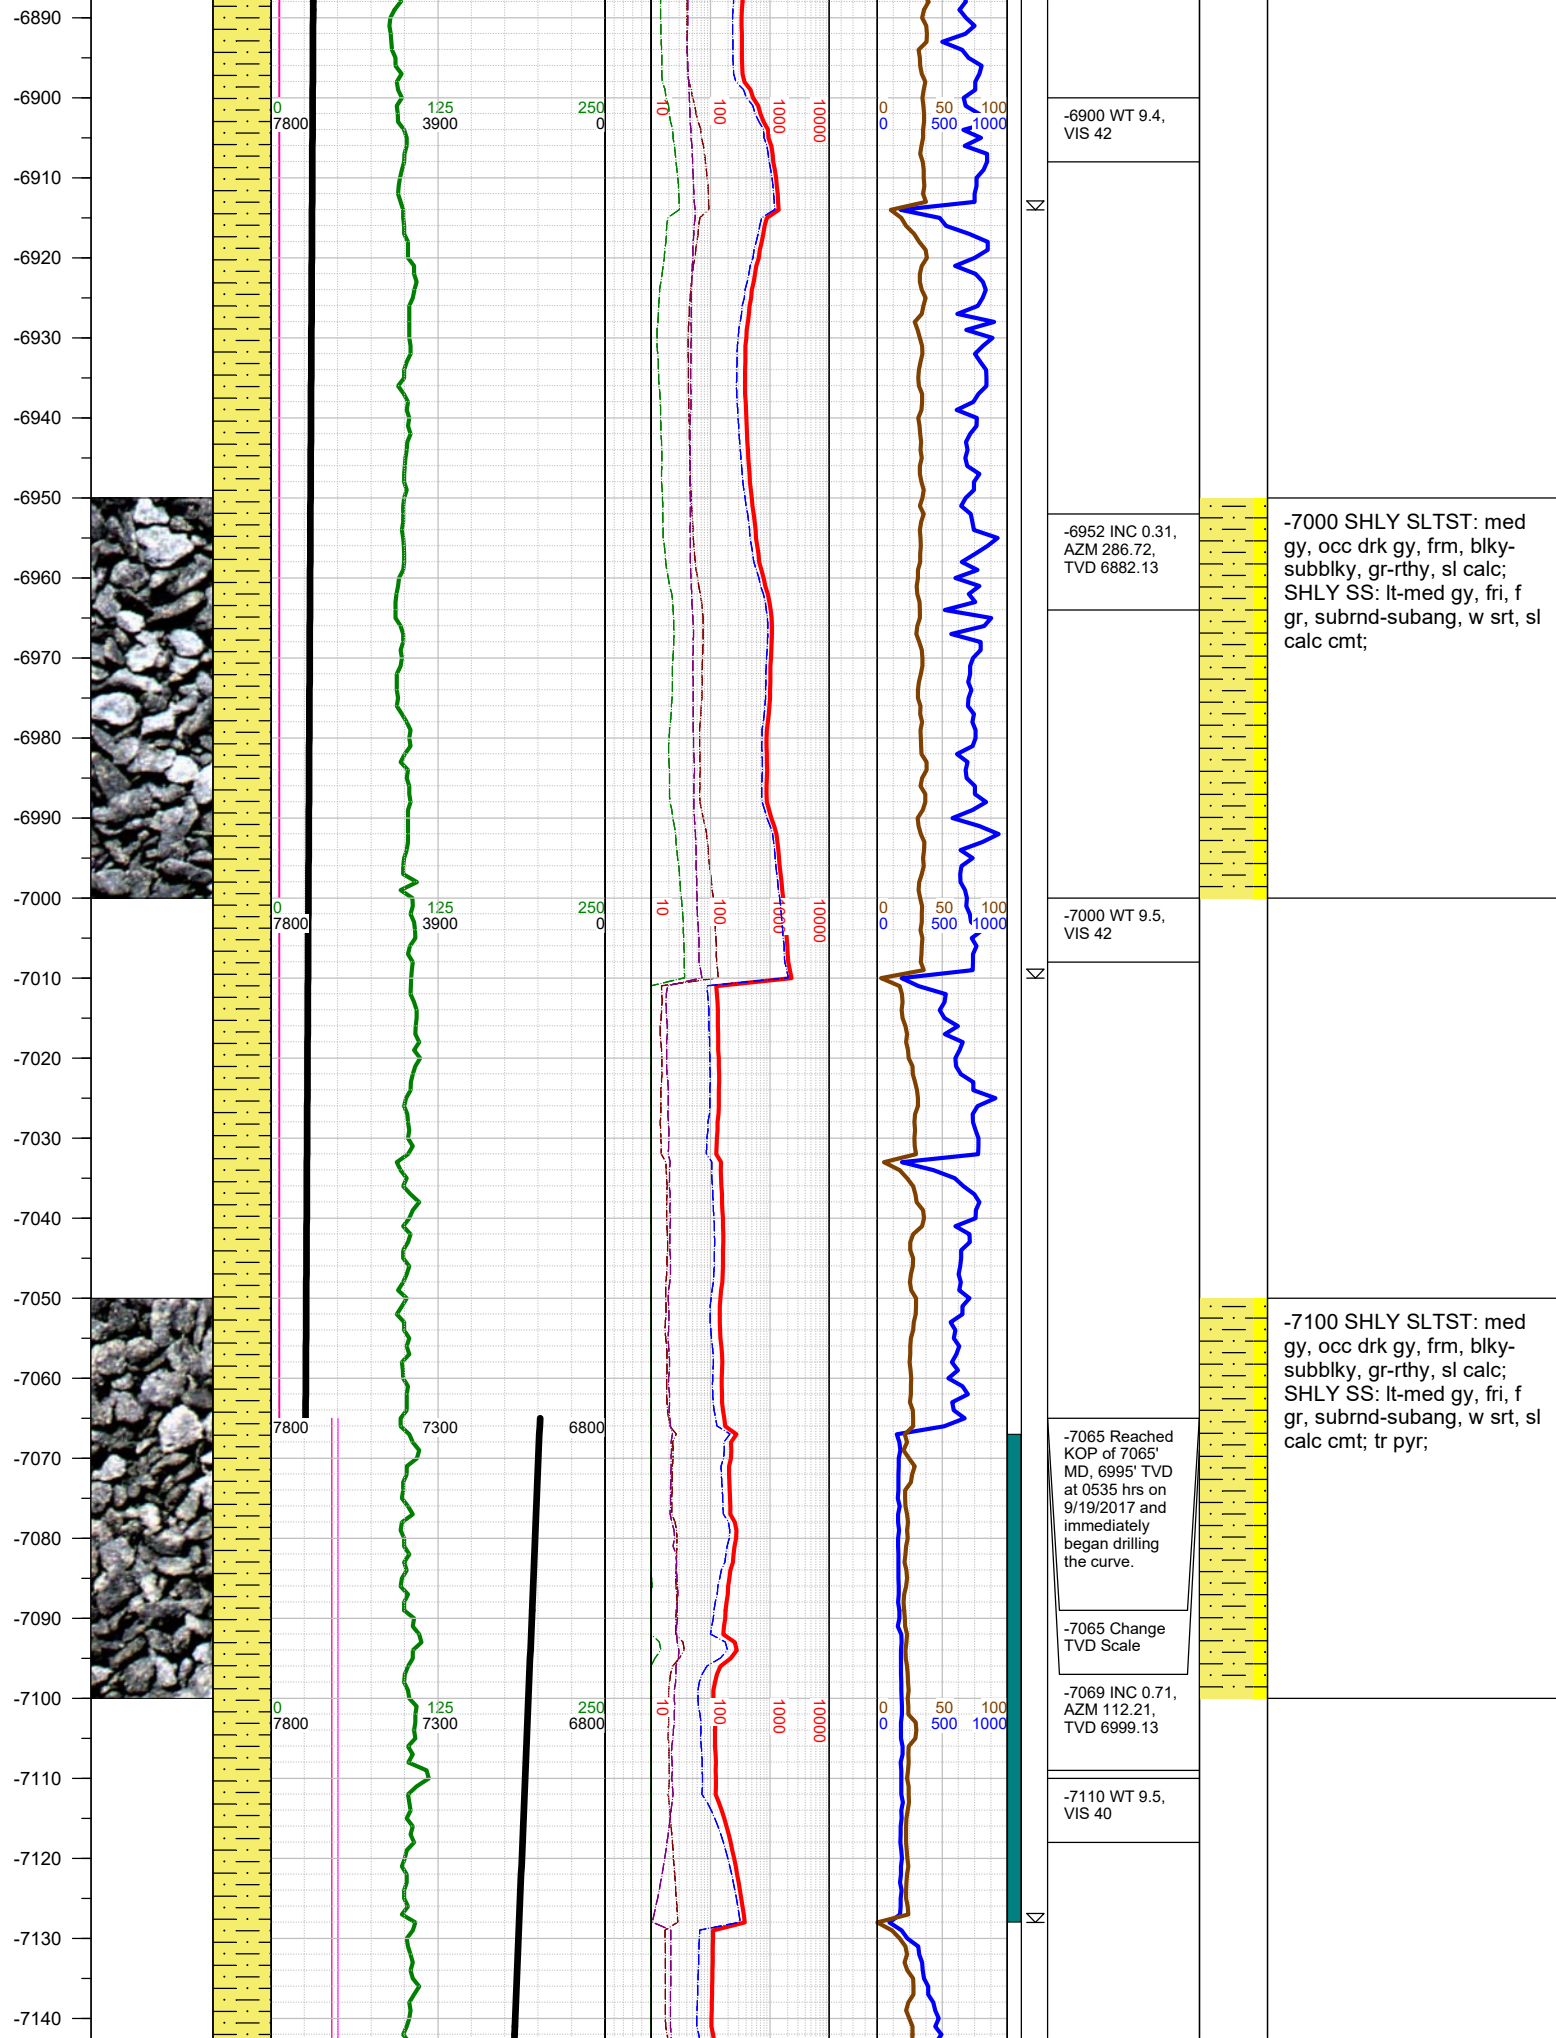 -6890
-6900
0 125 250
7800 3900 0
10 100 1000 10000
0 50 100
0 500 1000
-6900 WT 9.4,
VIS 42
-6910
-6920
-6930
-6940
-6950
-7000 SHLY SLTST: med
gy, occ drk gy, frm, blky-
subblky, gr-rthy, sl calc;
SHLY SS: lt-med gy, fri, f
gr, subrnd-subang, w srt, sl
calc cmt;
-6952 INC 0.31,
AZM 286.72,
TVD 6882.13
-6960
-6970
-6980
-6990
-7000
0 125 250
7800 3900 0
10 100 1000 10000
0 50 100
0 500 1000
-7000 WT 9.5,
VIS 42
-7010
-7020
-7030
-7040
-7050
-7100 SHLY SLTST: med
gy, occ drk gy, frm, blky-
subblky, gr-rthy, sl calc;
SHLY SS: lt-med gy, fri, f
gr, subrnd-subang, w srt, sl
calc cmt; tr pyr;
-7060
7800 7300 6800
-7065 Reached
KOP of 7065'
MD, 6995' TVD
at 0535 hrs on
9/19/2017 and
immediately
began drilling
the curve.
-7070
-7080
-7090
-7065 Change
TVD Scale
-7100
0 125 250
7800 7300 6800
10 100 1000 10000
0 50 100
0 500 1000
-7069 INC 0.71,
AZM 112.21,
TVD 6999.13
-7110
-7110 WT 9.5,
VIS 40
-7120
-7130
-7140